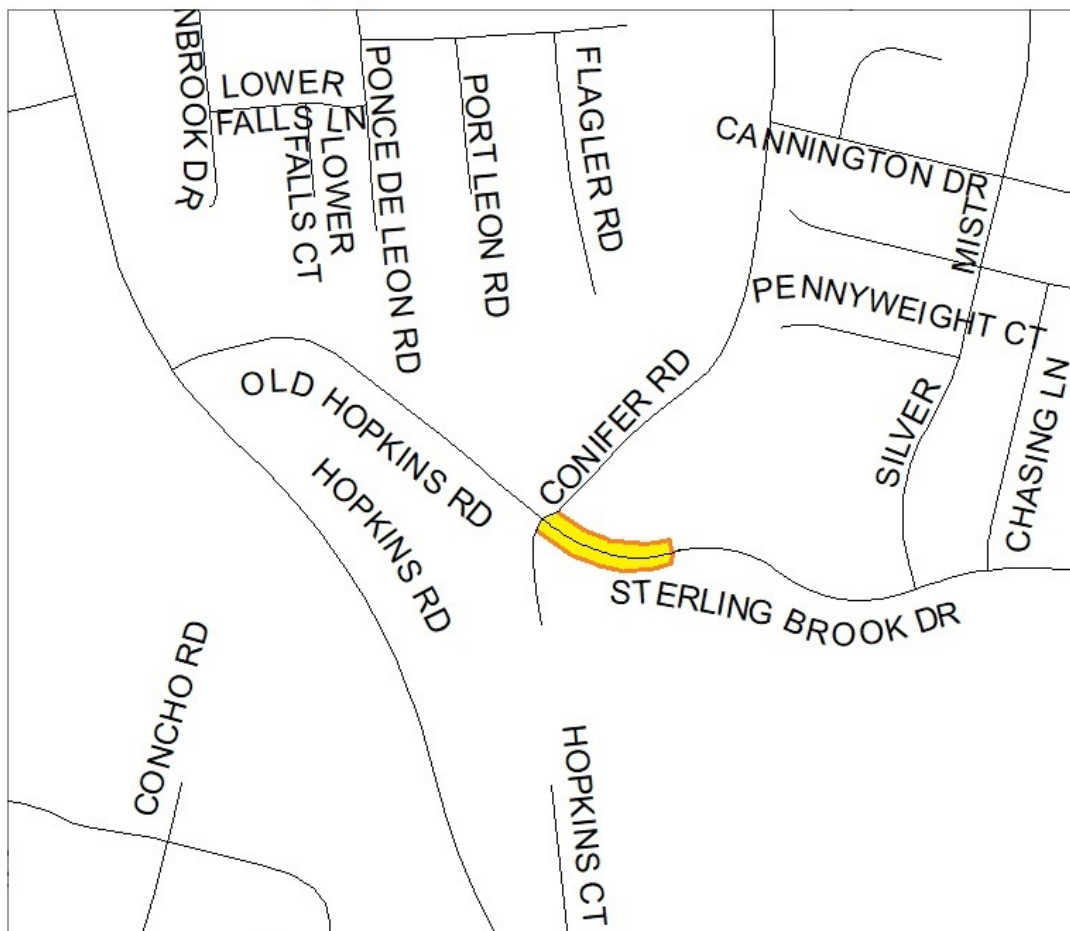 NBROOK DR
LOWER
FALLS LN
LOWER
FALLS CT
PONCE DE LEON RD
PORT LEON RD
FLAGLER RD
CANNINGTON DR
MIST
SILVER
PENNYWEIGHT CT
CHASING LN
CONIFER RD
OLD HOPKINS RD
HOPKINS RD
STERLING BROOK DR
CONCHO RD
HOPKINS CT